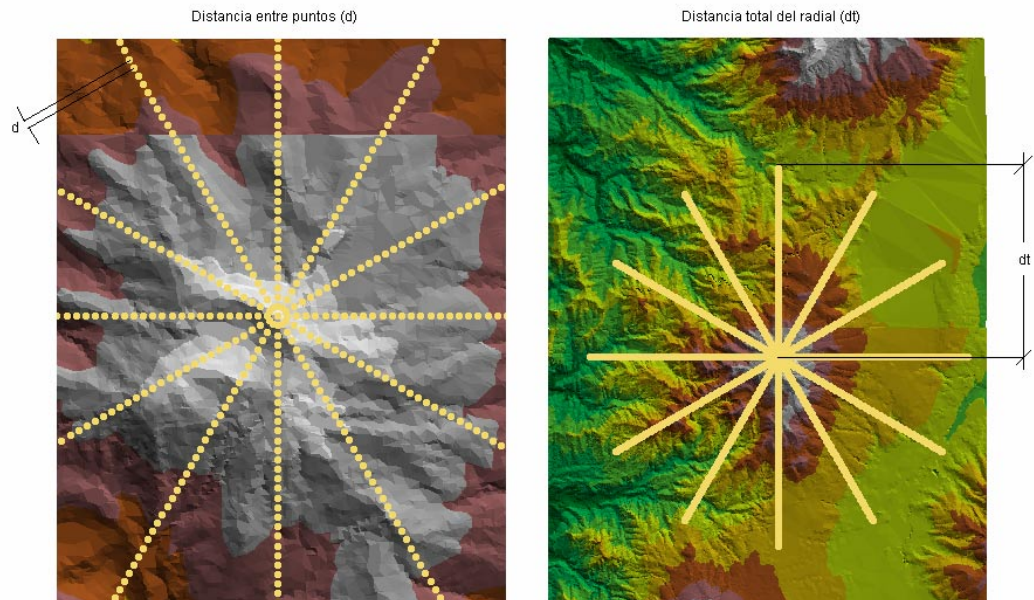 Distancia entre puntos (d)
Distancia total del radial (dt)
d
dt